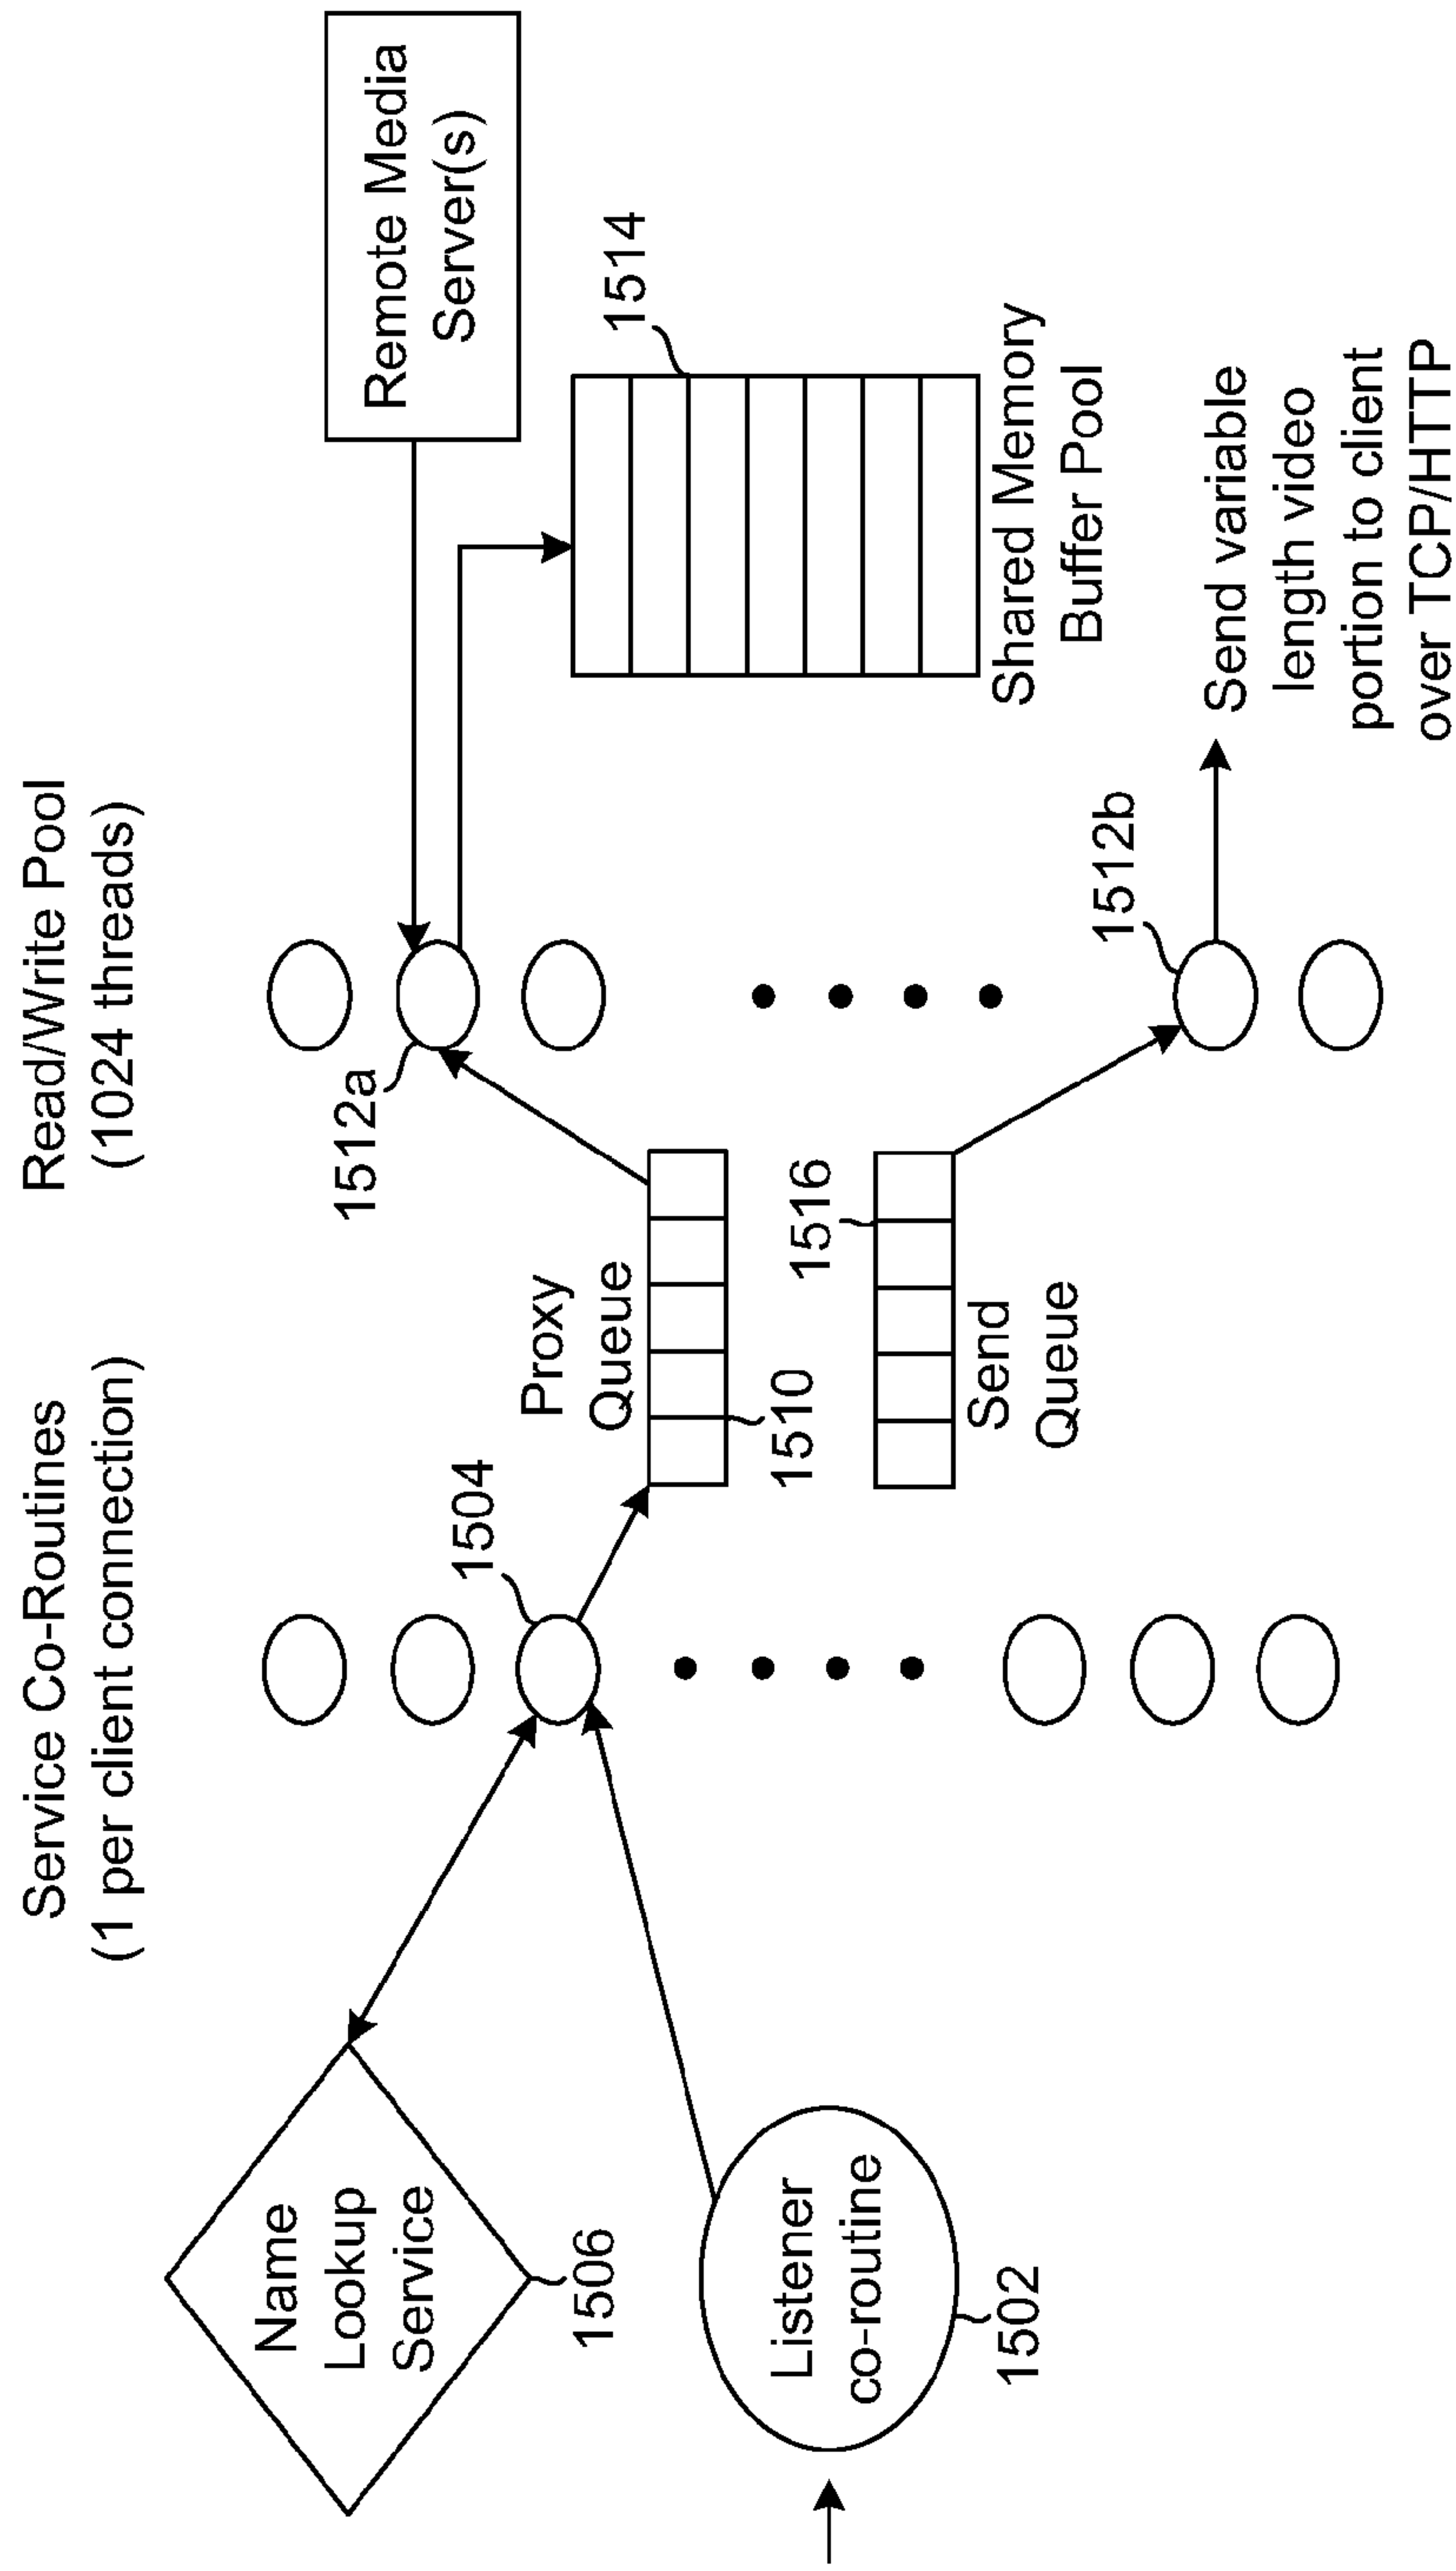 Service Co-Routines
(1 per client connection)
Read/Write Pool
(1024 threads)
Name
Lookup
Service
1506
Listener
co-routine
1502
1504
Proxy
Queue
1510
1516
Send
Queue
1512a
1512b
Remote Media
Server(s)
1514
Shared Memory
Buffer Pool
Send variable
length video
portion to client
over TCP/HTTP